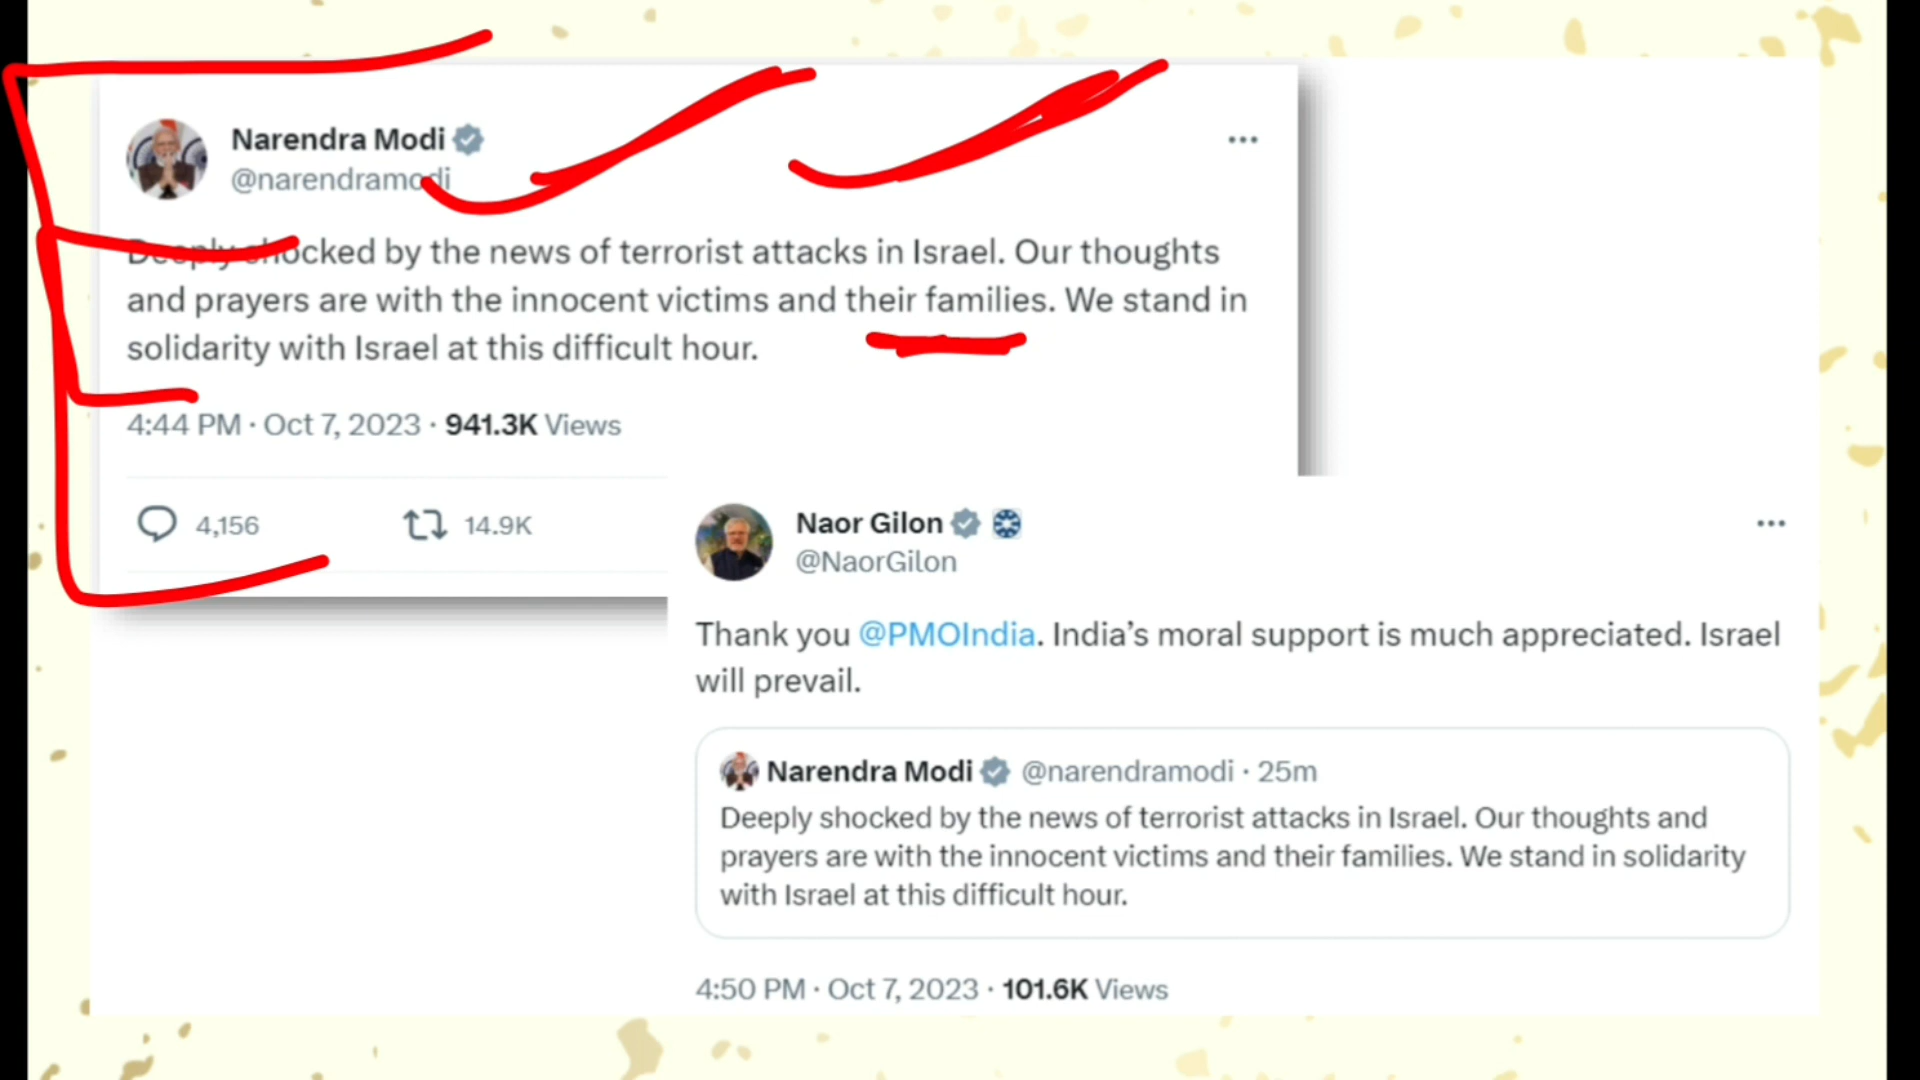 Narendra Modi
@narendramodi
Deeply shocked by the news of terrorist attacks in Israel. Our thoughts
and prayers are with the innocent victims and their families. We stand in
solidarity with Israel at this difficult hour.
4:44 PM · Oct 7, 2023 · 941.3K Views
4,156 14.9K
Naor Gilon
@NaorGilon
Thank you @PMOIndia. India’s moral support is much appreciated. Israel
will prevail.
Narendra Modi @narendramodi · 25m
Deeply shocked by the news of terrorist attacks in Israel. Our thoughts and
prayers are with the innocent victims and their families. We stand in solidarity
with Israel at this difficult hour.
4:50 PM · Oct 7, 2023 · 101.6K Views